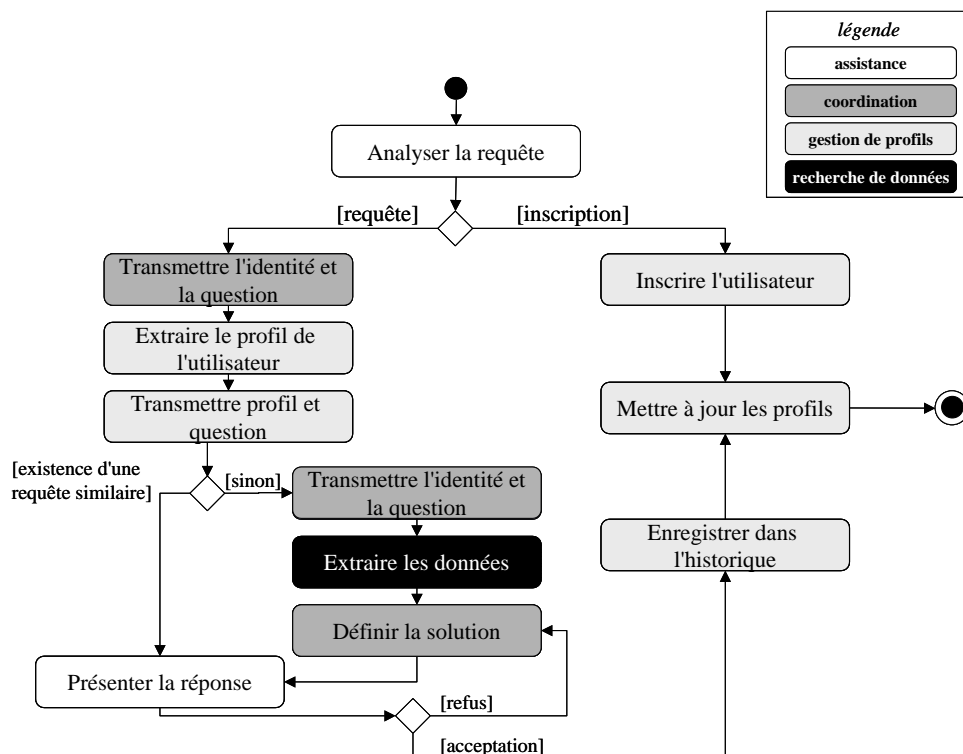 légende
assistance
coordination
gestion de profils
recherche de données
Analyser la requête
[requête]
[inscription]
Transmettre l'identité et
la question
Inscrire l'utilisateur
Extraire le profil de
l'utilisateur
Transmettre profil et
question
Mettre à jour les profils
[existence d'une
requête similaire]
[sinon]
Transmettre l'identité et
la question
Extraire les données
Enregistrer dans
l'historique
Définir la solution
Présenter la réponse
[refus]
[acceptation]